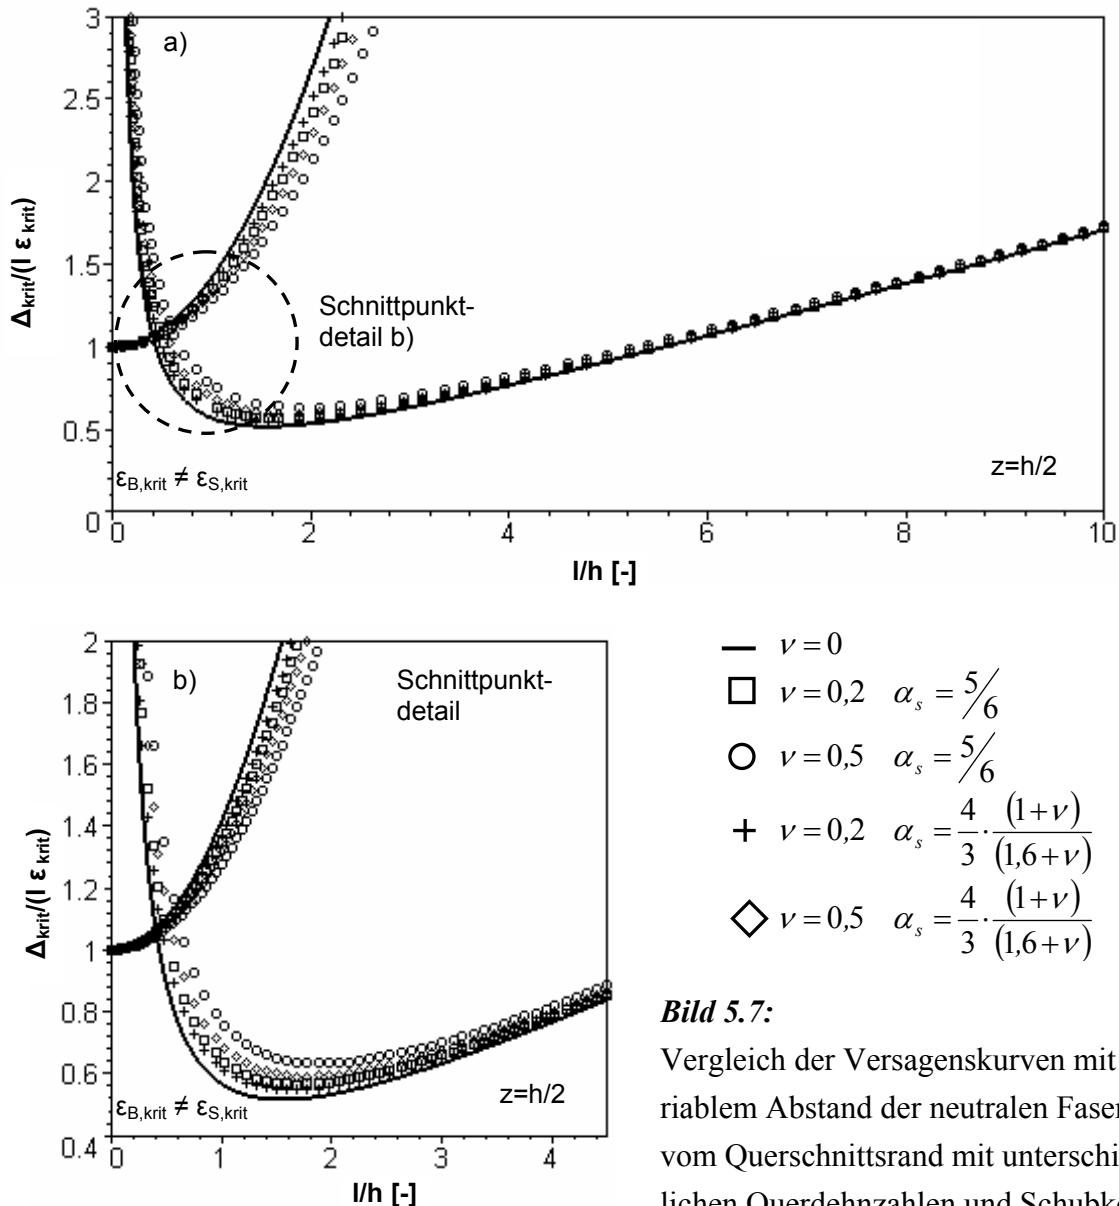 3
2.5
2
1.5
1
0.5
0
a)
Δkrit/(l εkrit)
Schnittpunkt-
detail b)
εB,krit ≠ εS,krit
z=h/2
0 2 4 6 8 10
l/h [-]
2
1.8
1.6
1.4
1.2
1
0.8
0.6
0.4
b)
Schnittpunkt-
detail
Δkrit/(l εkrit)
εB,krit ≠ εS,krit
z=h/2
0 1 2 3 4
l/h [-]
ν = 0
ν = 0,2 αs = 5/6
ν = 0,5 αs = 5/6
ν = 0,2 αs = 4/3 · (1+ν)/(1,6+ν)
ν = 0,5 αs = 4/3 · (1+ν)/(1,6+ν)
Bild 5.7:
Vergleich der Versagenskurven mit
riablem Abstand der neutralen Faser
vom Querschnittsrand mit unterschi
lichen Querdehnzahlen und Schubk